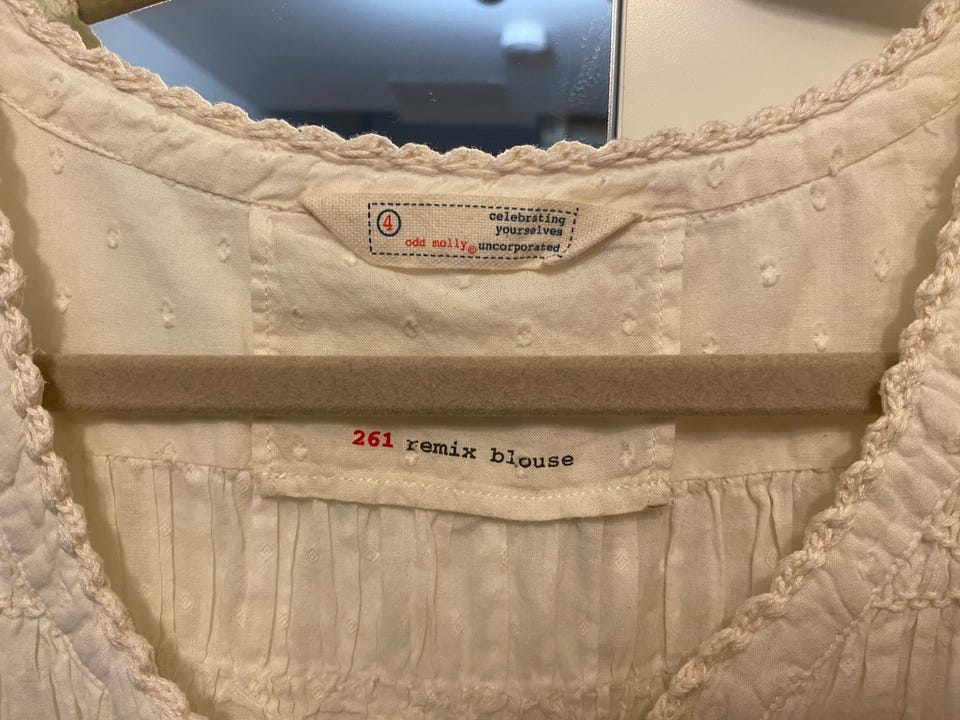 4
celebrating
yourselves
odd molly© uncorporated
261 remix blouse